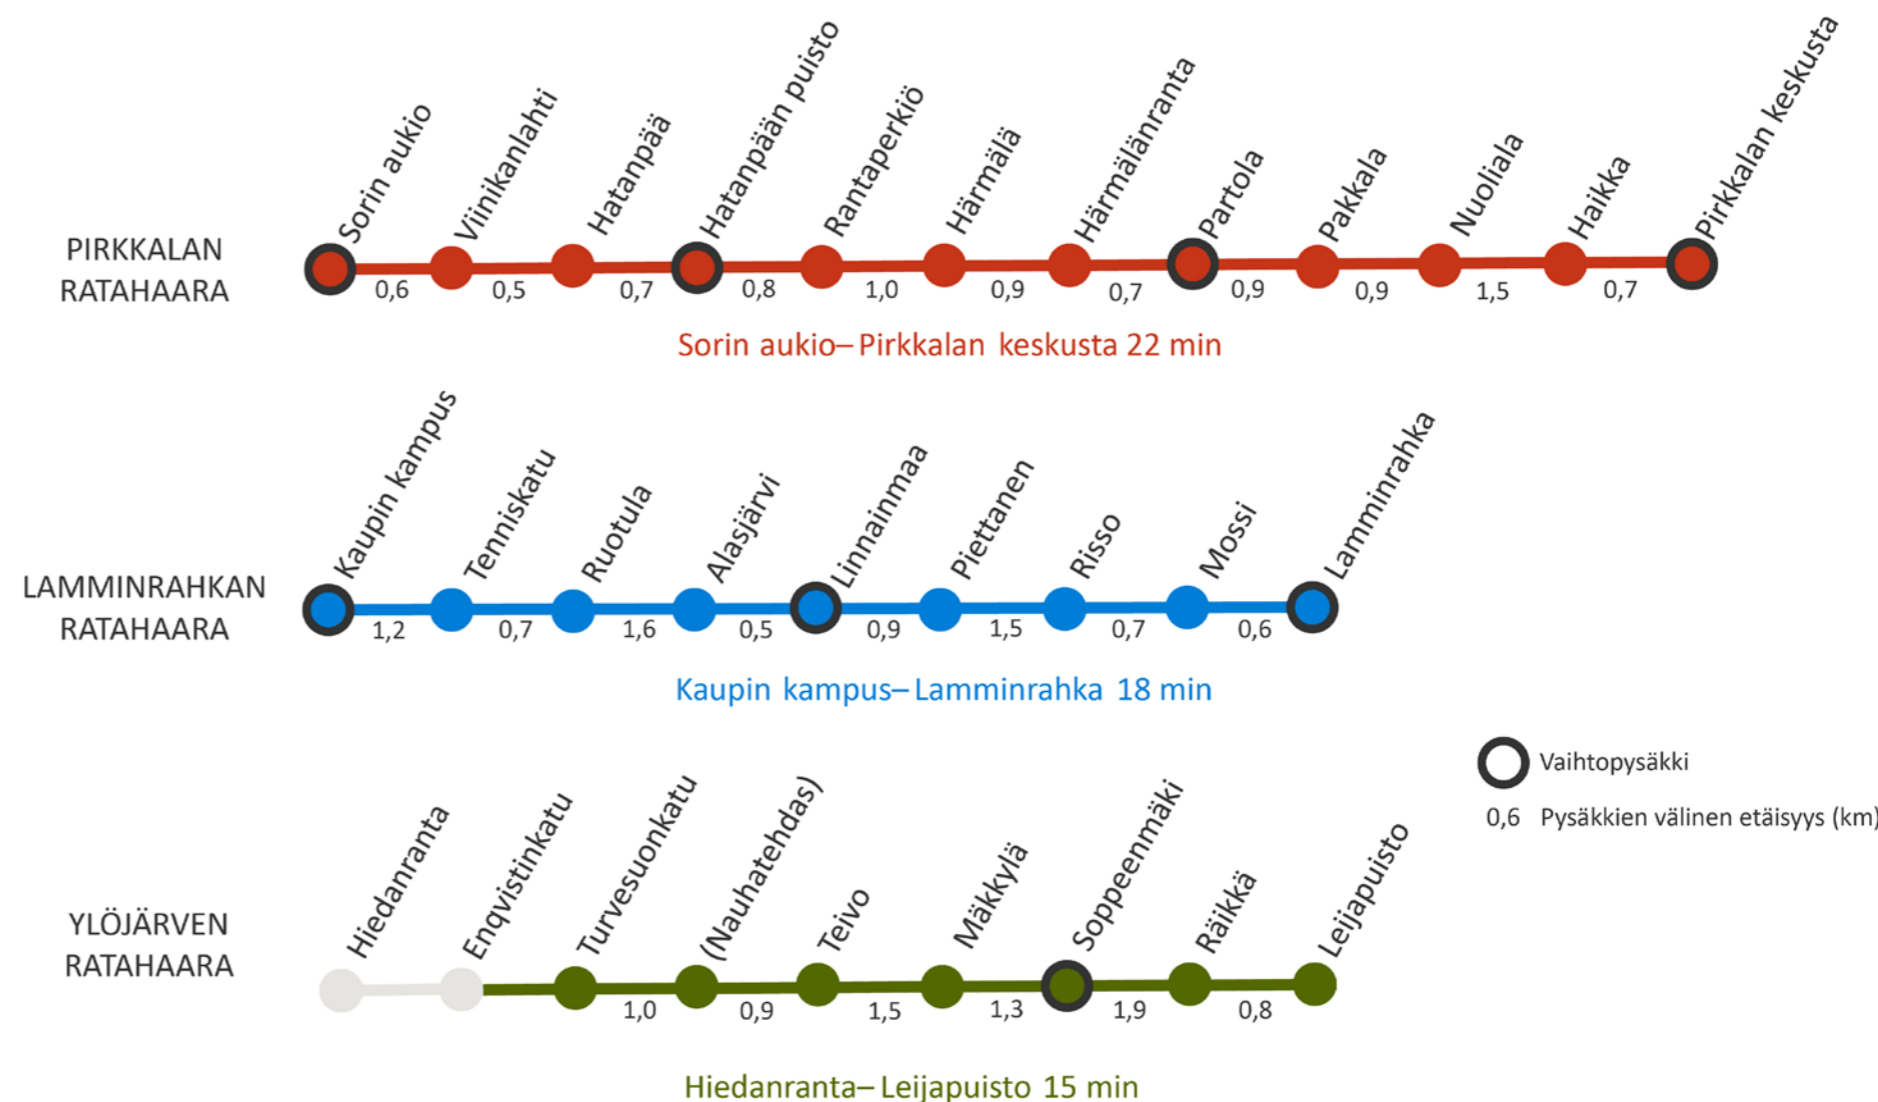 PIRKKALAN
RATAHAARA
Sorin aukio
Viinikanlahti
Hatanpää
Hatanpään puisto
Rantaperkiö
Härmälä
Härmälänranta
Partola
Pakkala
Nuoliala
Haikka
Pirkkalan keskusta
0,6 0,5 0,7 0,8 1,0 0,9 0,7 0,9 0,9 1,5 0,7
Sorin aukio–Pirkkalan keskusta 22 min
LAMMINRAHKAN
RATAHAARA
Kaupin kampus
Tenniskatu
Ruotula
Alasjärvi
Linnainmaa
Piettanen
Risso
Mossi
Lamminrahka
1,2 0,7 1,6 0,5 0,9 1,5 0,7 0,6
Kaupin kampus–Lamminrahka 18 min
Vaihtopysäkki
0,6 Pysäkkien välinen etäisyys (km)
YLÖJÄRVEN
RATAHAARA
Hiedanranta
Enqvistinkatu
Turvesuonkatu
(Nauhatehdas)
Teivo
Mäkkylä
Soppeenmäki
Räikkä
Leijapuisto
1,0 0,9 1,5 1,3 1,9 0,8
Hiedanranta–Leijapuisto 15 min